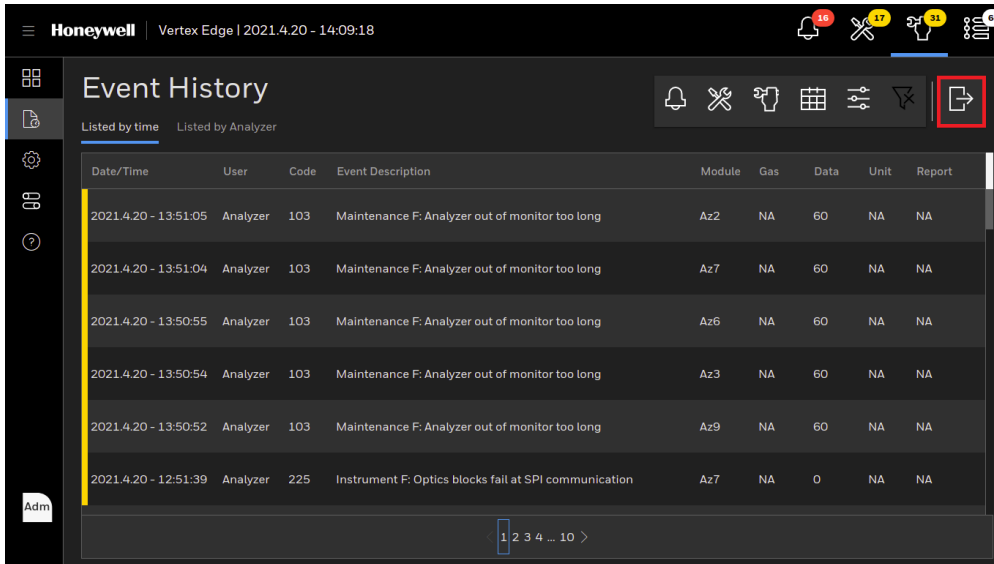 Honeywell | Vertex Edge | 2021.4.20 - 14:09:18 16 17 31 6
Event History
Listed by time Listed by Analyzer
Date/Time User Code Event Description Module Gas Data Unit Report
2021.4.20 - 13:51:05 Analyzer 103 Maintenance F: Analyzer out of monitor too long Az2 NA 60 NA NA
2021.4.20 - 13:51:04 Analyzer 103 Maintenance F: Analyzer out of monitor too long Az7 NA 60 NA NA
2021.4.20 - 13:50:55 Analyzer 103 Maintenance F: Analyzer out of monitor too long Az6 NA 60 NA NA
2021.4.20 - 13:50:54 Analyzer 103 Maintenance F: Analyzer out of monitor too long Az3 NA 60 NA NA
2021.4.20 - 13:50:52 Analyzer 103 Maintenance F: Analyzer out of monitor too long Az9 NA 60 NA NA
2021.4.20 - 12:51:39 Analyzer 225 Instrument F: Optics blocks fail at SPI communication Az7 NA 0 NA NA
Adm
< 1 2 3 4 ... 10 >